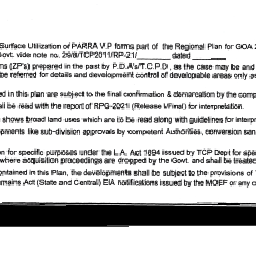 Surface Utilization of PARRA V.P forms part of the Regional Plan for GOA 2
Govt. vide note no. 29/8/TCP2011/RP-21/________ dated ________
ns (ZP's) prepared in the past by P.D.A's/T.C.P.D, as the case may be and
be referred for details and development control of developable areas only as
ed in this plan are subject to the final confirmation & demarcation by the comp
all be read with the report of RPG-2021 (Release I/Final) for interpretation.
shows broad land uses which are to be read along with guidelines for interpr
pments like sub-division approvals by competent Authorities, conversion san
n for specific purposes under the L.A. Act 1894 issued by TCP Dept for spe
where acquisition proceedings are dropped by the Govt. and shall be treated
ontained in this Plan, the developments shall be subject to the provisions of
mains Act (State and Central) EIA notifications issued by the MOEF or any c